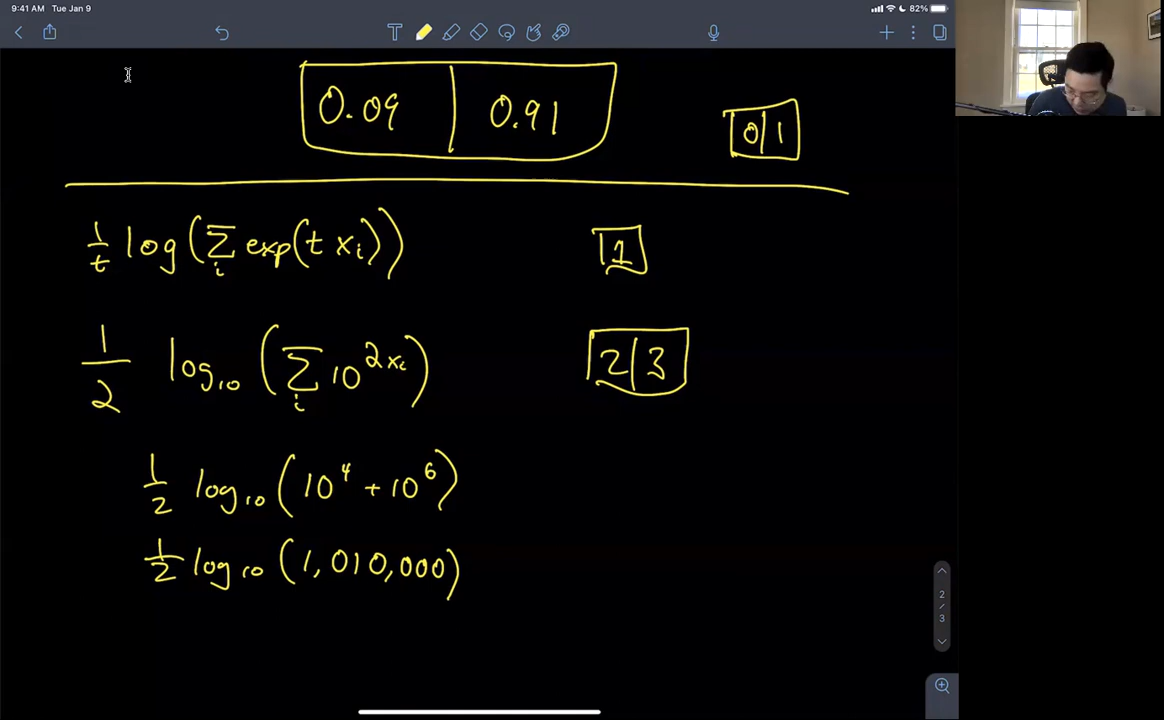 9:41 AM Tue Jan 9 82%
0.09 0.91
0 1
1/t log(∑_i exp(t x_i)) 1
1/2 log_10 (∑_i 10^{2x_i}) 2 3
1/2 log_10 (10^4 + 10^6)
1/2 log_10 (1,010,000)
2
/
3